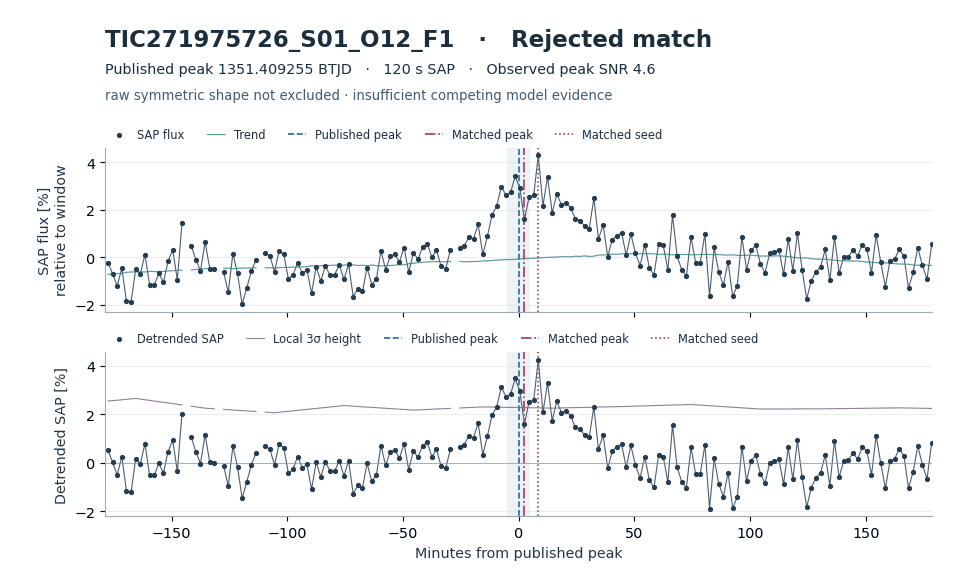 TIC271975726_S01_O12_F1 · Rejected match
Published peak 1351.409255 BTJD · 120 s SAP · Observed peak SNR 4.6
raw symmetric shape not excluded · insufficient competing model evidence
SAP flux Trend Published peak Matched peak Matched seed
SAP flux [%]
relative to window
4
2
0
−2
Detrended SAP Local 3σ height Published peak Matched peak Matched seed
Detrended SAP [%]
4
2
0
−2
−150 −100 −50 0 50 100 150
Minutes from published peak